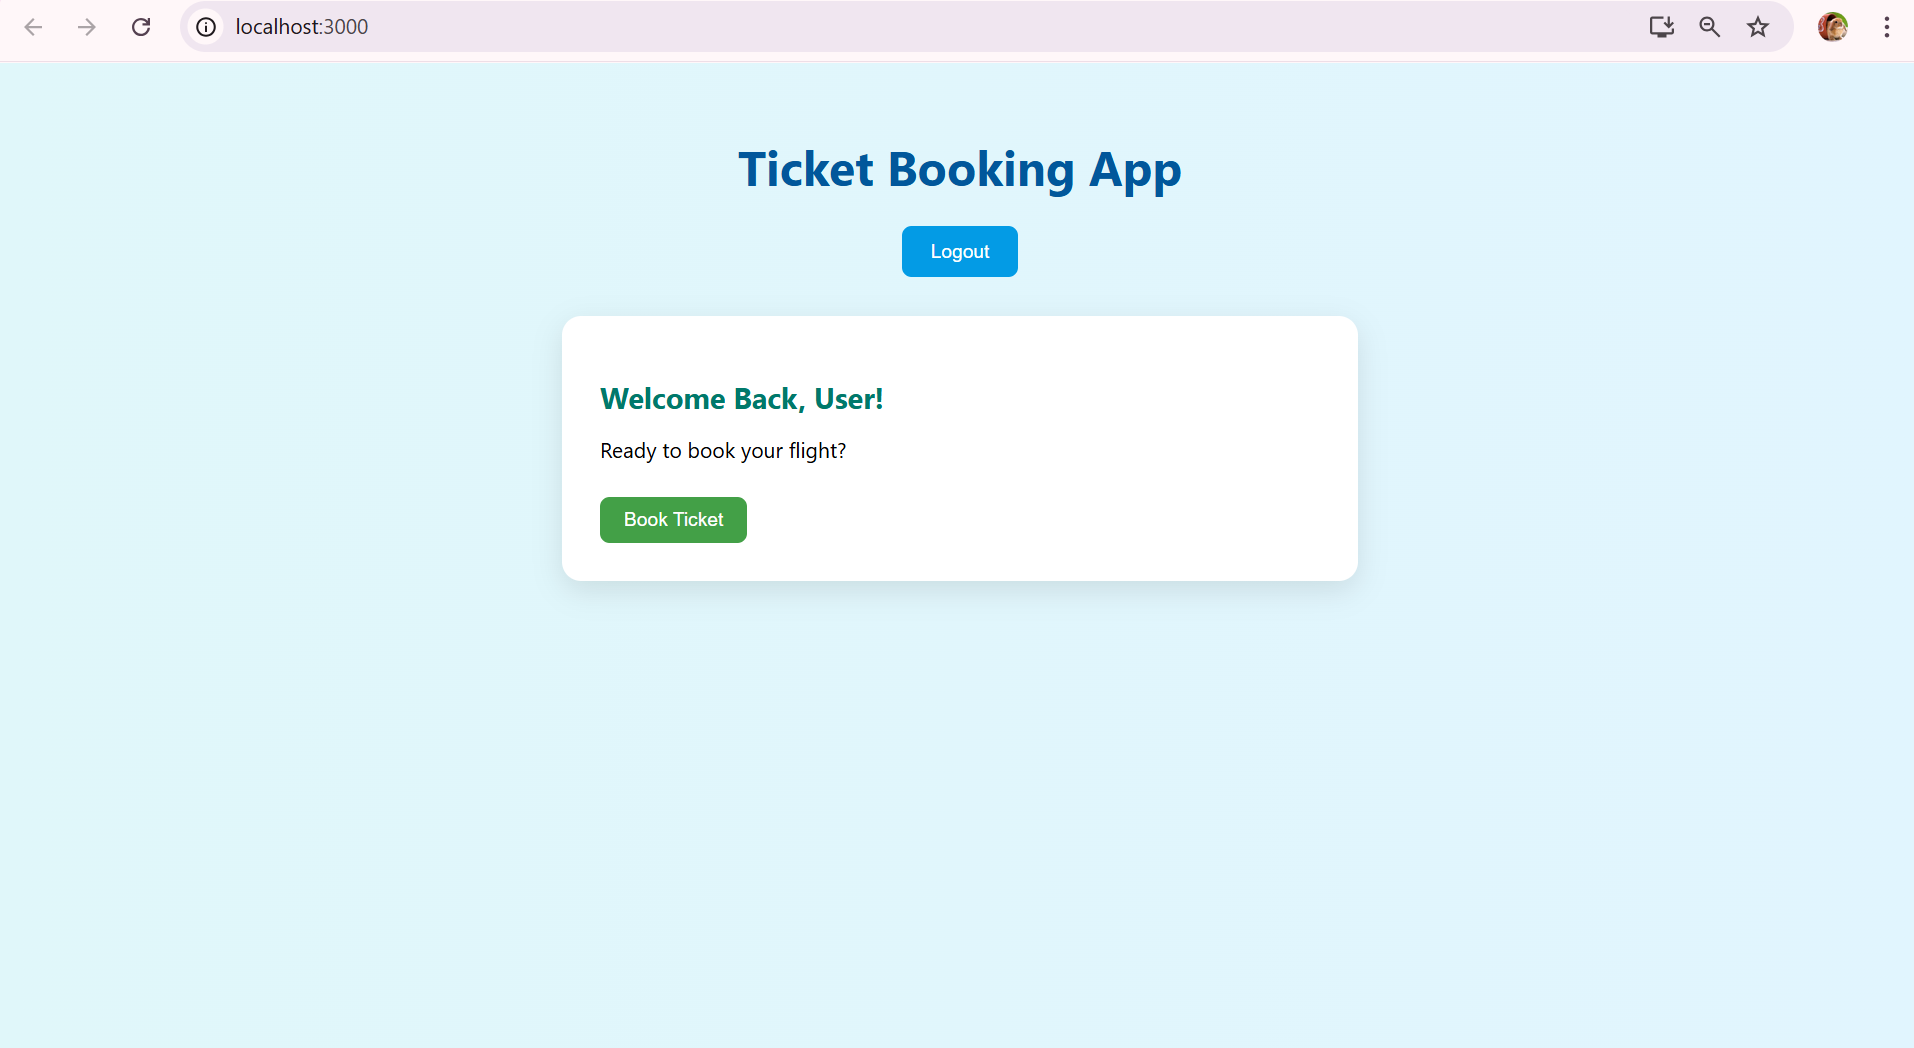 localhost:3000
Ticket Booking App
Logout
Welcome Back, User!
Ready to book your flight?
Book Ticket